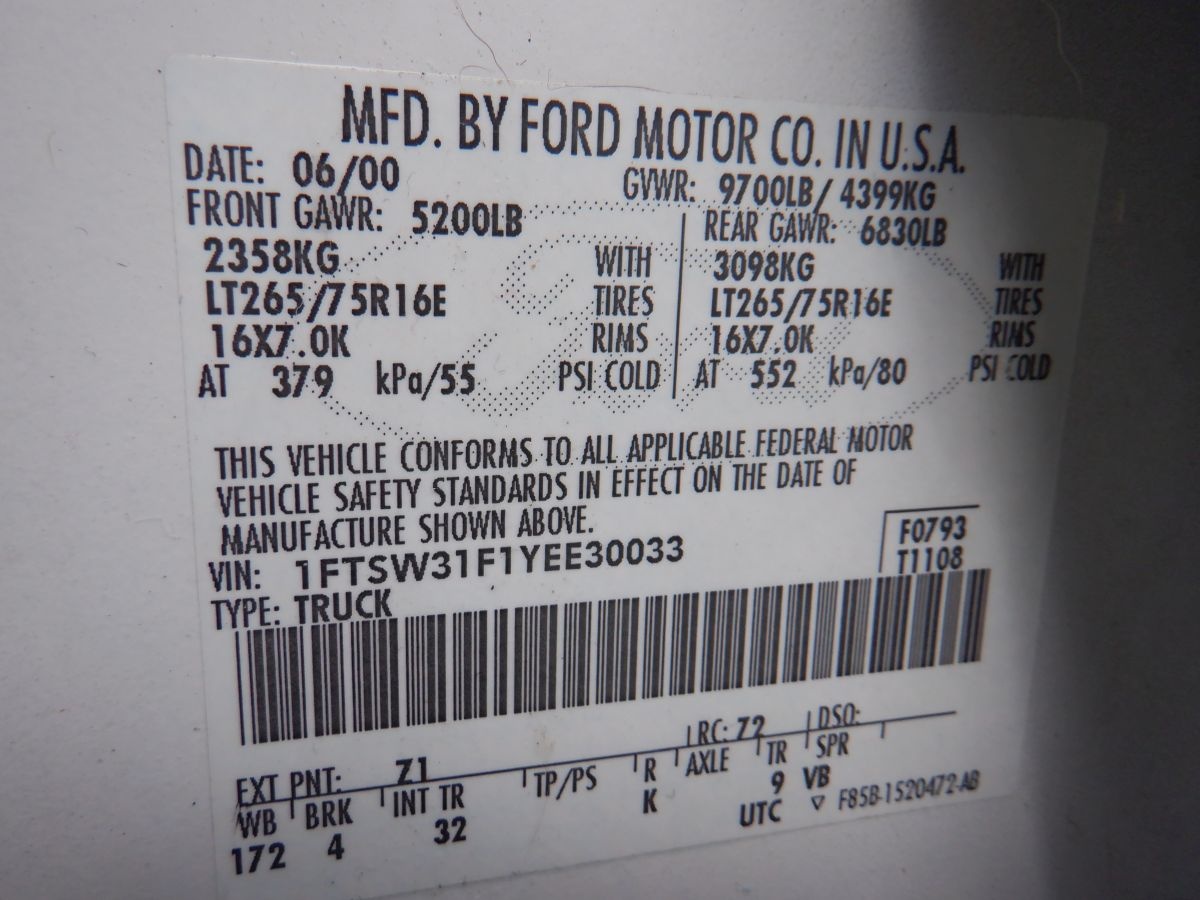 MFD. BY FORD MOTOR CO. IN U.S.A.
DATE: 06/00 GVWR: 9700LB/ 4399KG
FRONT GAWR: 5200LB REAR GAWR: 6830LB
2358KG WITH 3098KG WITH
LT265/75R16E TIRES LT265/75R16E TIRES
16X7.0K RIMS 16X7.0K RIMS
AT 379 kPa/55 PSI COLD AT 552 kPa/80 PSI COLD
THIS VEHICLE CONFORMS TO ALL APPLICABLE FEDERAL MOTOR
VEHICLE SAFETY STANDARDS IN EFFECT ON THE DATE OF
MANUFACTURE SHOWN ABOVE.
F0793
VIN: 1FTSW31F1YEE30033
T1108
TYPE: TRUCK
EXT PNT: Z1 RC: 72 DSO:
WB BRK INT TR TP/PS R AXLE TR SPR
172 4 32 K 9 VB
UTC ▽ F85B-1520472-AB